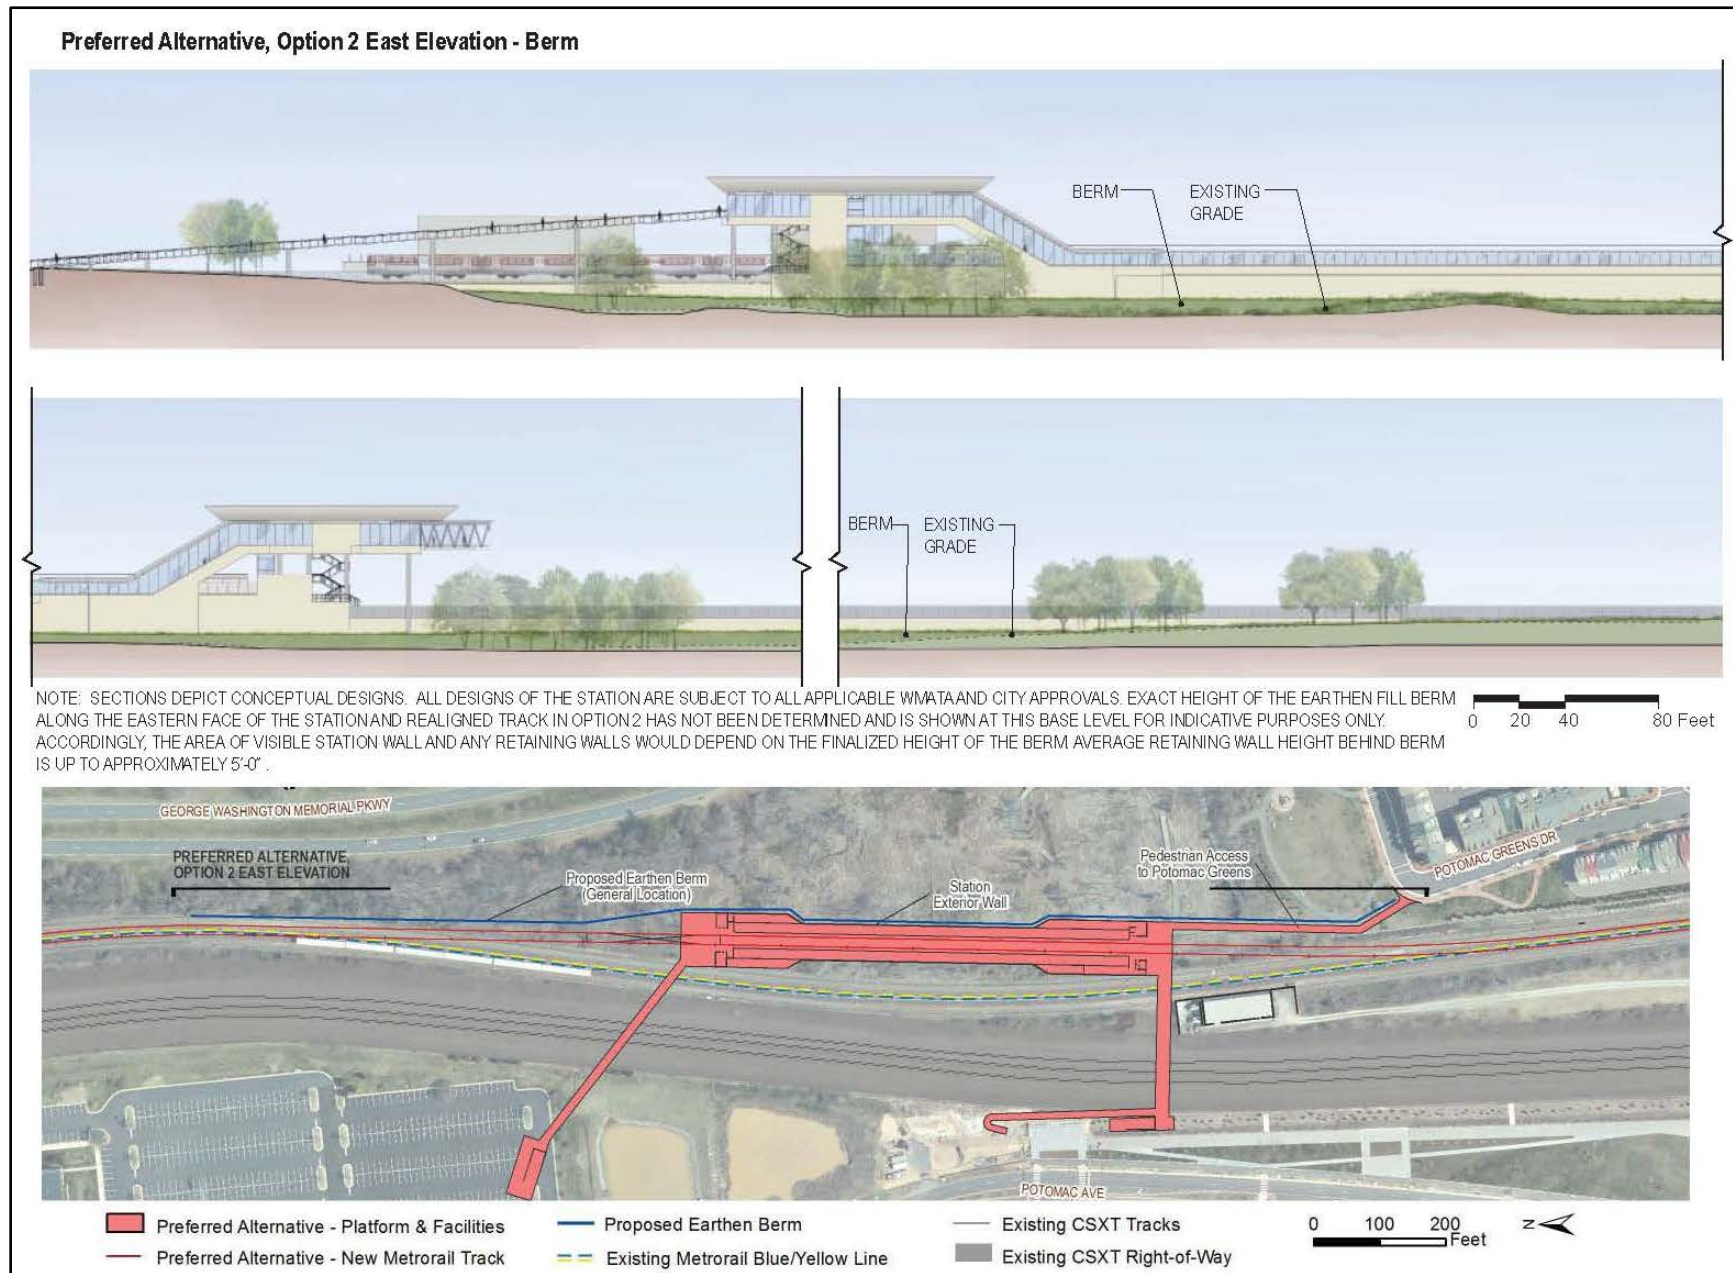 Preferred Alternative, Option 2 East Elevation - Berm
BERM
EXISTING
GRADE
BERM
EXISTING
GRADE
NOTE: SECTIONS DEPICT CONCEPTUAL DESIGNS. ALL DESIGNS OF THE STATION ARE SUBJECT TO ALL APPLICABLE WMATA AND CITY APPROVALS. EXACT HEIGHT OF THE EARTHEN FILL BERM
ALONG THE EASTERN FACE OF THE STATION AND REALIGNED TRACK IN OPTION 2 HAS NOT BEEN DETERMINED AND IS SHOWN AT THIS BASE LEVEL FOR INDICATIVE PURPOSES ONLY.
ACCORDINGLY, THE AREA OF VISIBLE STATION WALL AND ANY RETAINING WALLS WOULD DEPEND ON THE FINALIZED HEIGHT OF THE BERM. AVERAGE RETAINING WALL HEIGHT BEHIND BERM
IS UP TO APPROXIMATELY 5'-0".
0 20 40 80 Feet
GEORGE WASHINGTON MEMORIAL PKWY
PREFERRED ALTERNATIVE,
OPTION 2 EAST ELEVATION
Proposed Earthen Berm
(General Location)
Station
Exterior Wall
Pedestrian Access
to Potomac Greens
POTOMAC GREENS DR
POTOMAC AVE
Preferred Alternative - Platform & Facilities
Preferred Alternative - New Metrorail Track
Proposed Earthen Berm
Existing Metrorail Blue/Yellow Line
Existing CSXT Tracks
Existing CSXT Right-of-Way
0 100 200
Feet
N